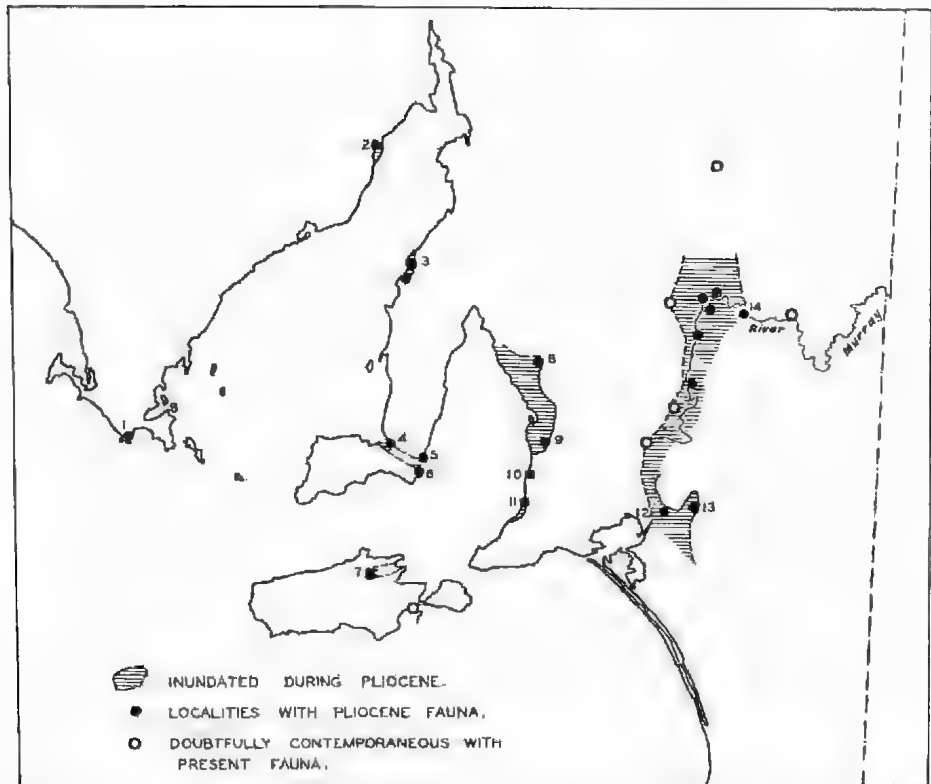 2
3
14
River
Murray
8
1
4
5
6
9
10
11
12
13
7
INUNDATED DURING PLIOCENE.
LOCALITIES WITH PLIOCENE FAUNA.
DOUBTFULLY CONTEMPORANEOUS WITH
PRESENT FAUNA.